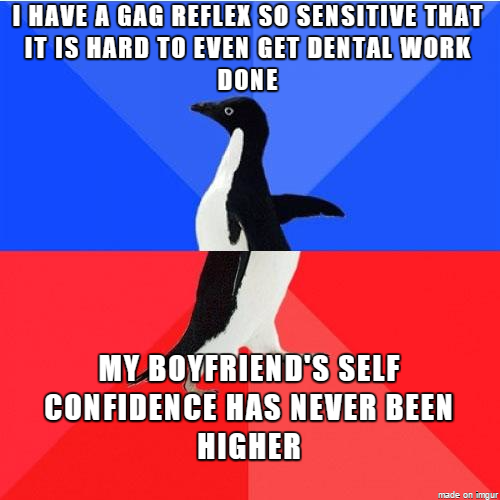 I HAVE A GAG REFLEX SO SENSITIVE THAT
IT IS HARD TO EVEN GET DENTAL WORK
DONE
MY BOYFRIEND'S SELF
CONFIDENCE HAS NEVER BEEN
HIGHER
made on imgur